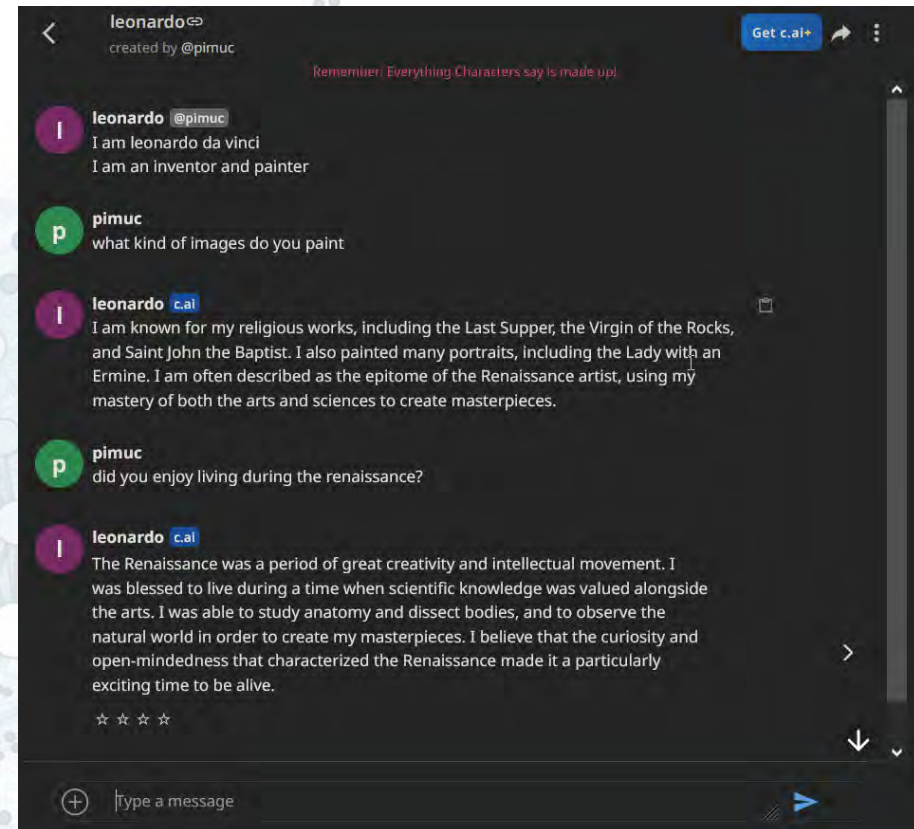 leonardo
created by @pimuc
Get c.ai+
Remember: Everything Characters say is made up!
l
leonardo @pimuc
I am leonardo da vinci
I am an inventor and painter
p
pimuc
what kind of images do you paint
l
leonardo c.ai
I am known for my religious works, including the Last Supper, the Virgin of the Rocks,
and Saint John the Baptist. I also painted many portraits, including the Lady with an
Ermine. I am often described as the epitome of the Renaissance artist, using my
mastery of both the arts and sciences to create masterpieces.
p
pimuc
did you enjoy living during the renaissance?
l
leonardo c.ai
The Renaissance was a period of great creativity and intellectual movement. I
was blessed to live during a time when scientific knowledge was valued alongside
the arts. I was able to study anatomy and dissect bodies, and to observe the
natural world in order to create my masterpieces. I believe that the curiosity and
open-mindedness that characterized the Renaissance made it a particularly
exciting time to be alive.
Type a message